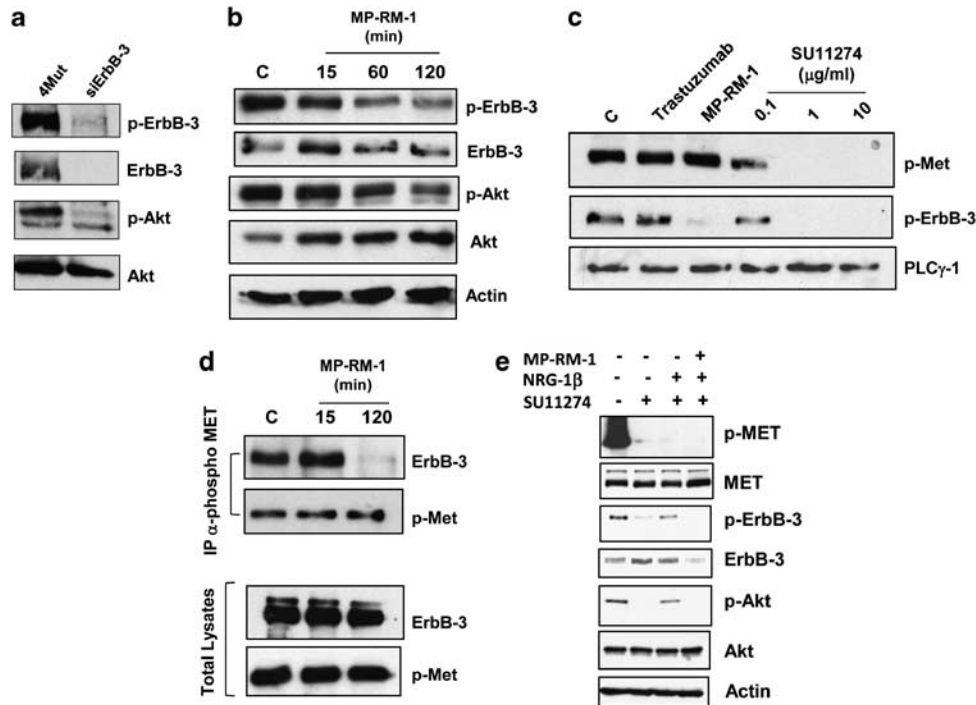 a
4Mut
siErbB-3
p-ErbB-3
ErbB-3
p-Akt
Akt
b
MP-RM-1
(min)
C 15 60 120
p-ErbB-3
ErbB-3
p-Akt
Akt
Actin
c
C
Trastuzumab
MP-RM-1
SU11274
(µg/ml)
0.1 1 10
p-Met
p-ErbB-3
PLCγ-1
d
MP-RM-1
(min)
C 15 120
IP α-phospho MET
ErbB-3
p-Met
Total Lysates
ErbB-3
p-Met
e
MP-RM-1 - - - +
NRG-1β - - + +
SU11274 - + + +
p-MET
MET
p-ErbB-3
ErbB-3
p-Akt
Akt
Actin